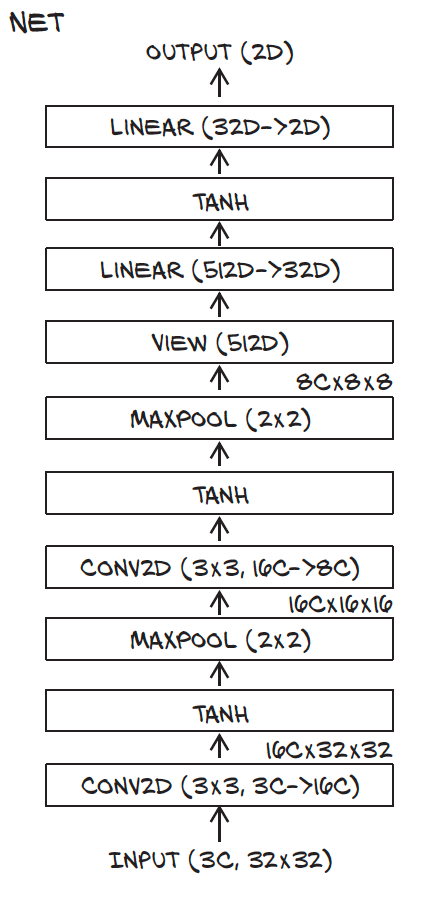 NET
OUTPUT (2D)
LINEAR (32D->2D)
TANH
LINEAR (512D->32D)
VIEW (512D)
8CX8X8
MAXPOOL (2X2)
TANH
CONV2D (3X3, 16C->8C)
16CX16X16
MAXPOOL (2X2)
TANH
16CX32X32
CONV2D (3X3, 3C->16C)
INPUT (3C, 32X32)